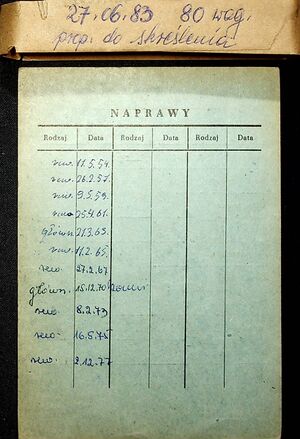 27.06.83 80 wag.
prop. do skreślenia
NAPRAWY
Rodzaj Data Rodzaj Data Rodzaj Data
rew. 17.5.54.
rew. 26.2.57.
rew. 9.5.59.
rew. 25.4.61.
główn. 21.3.63.
rew. 11.2.65.
rew. 27.2.67.
główn. 15.12.70
rew. 8.2.73
rew. 16.5.75
rew. 2.12.77